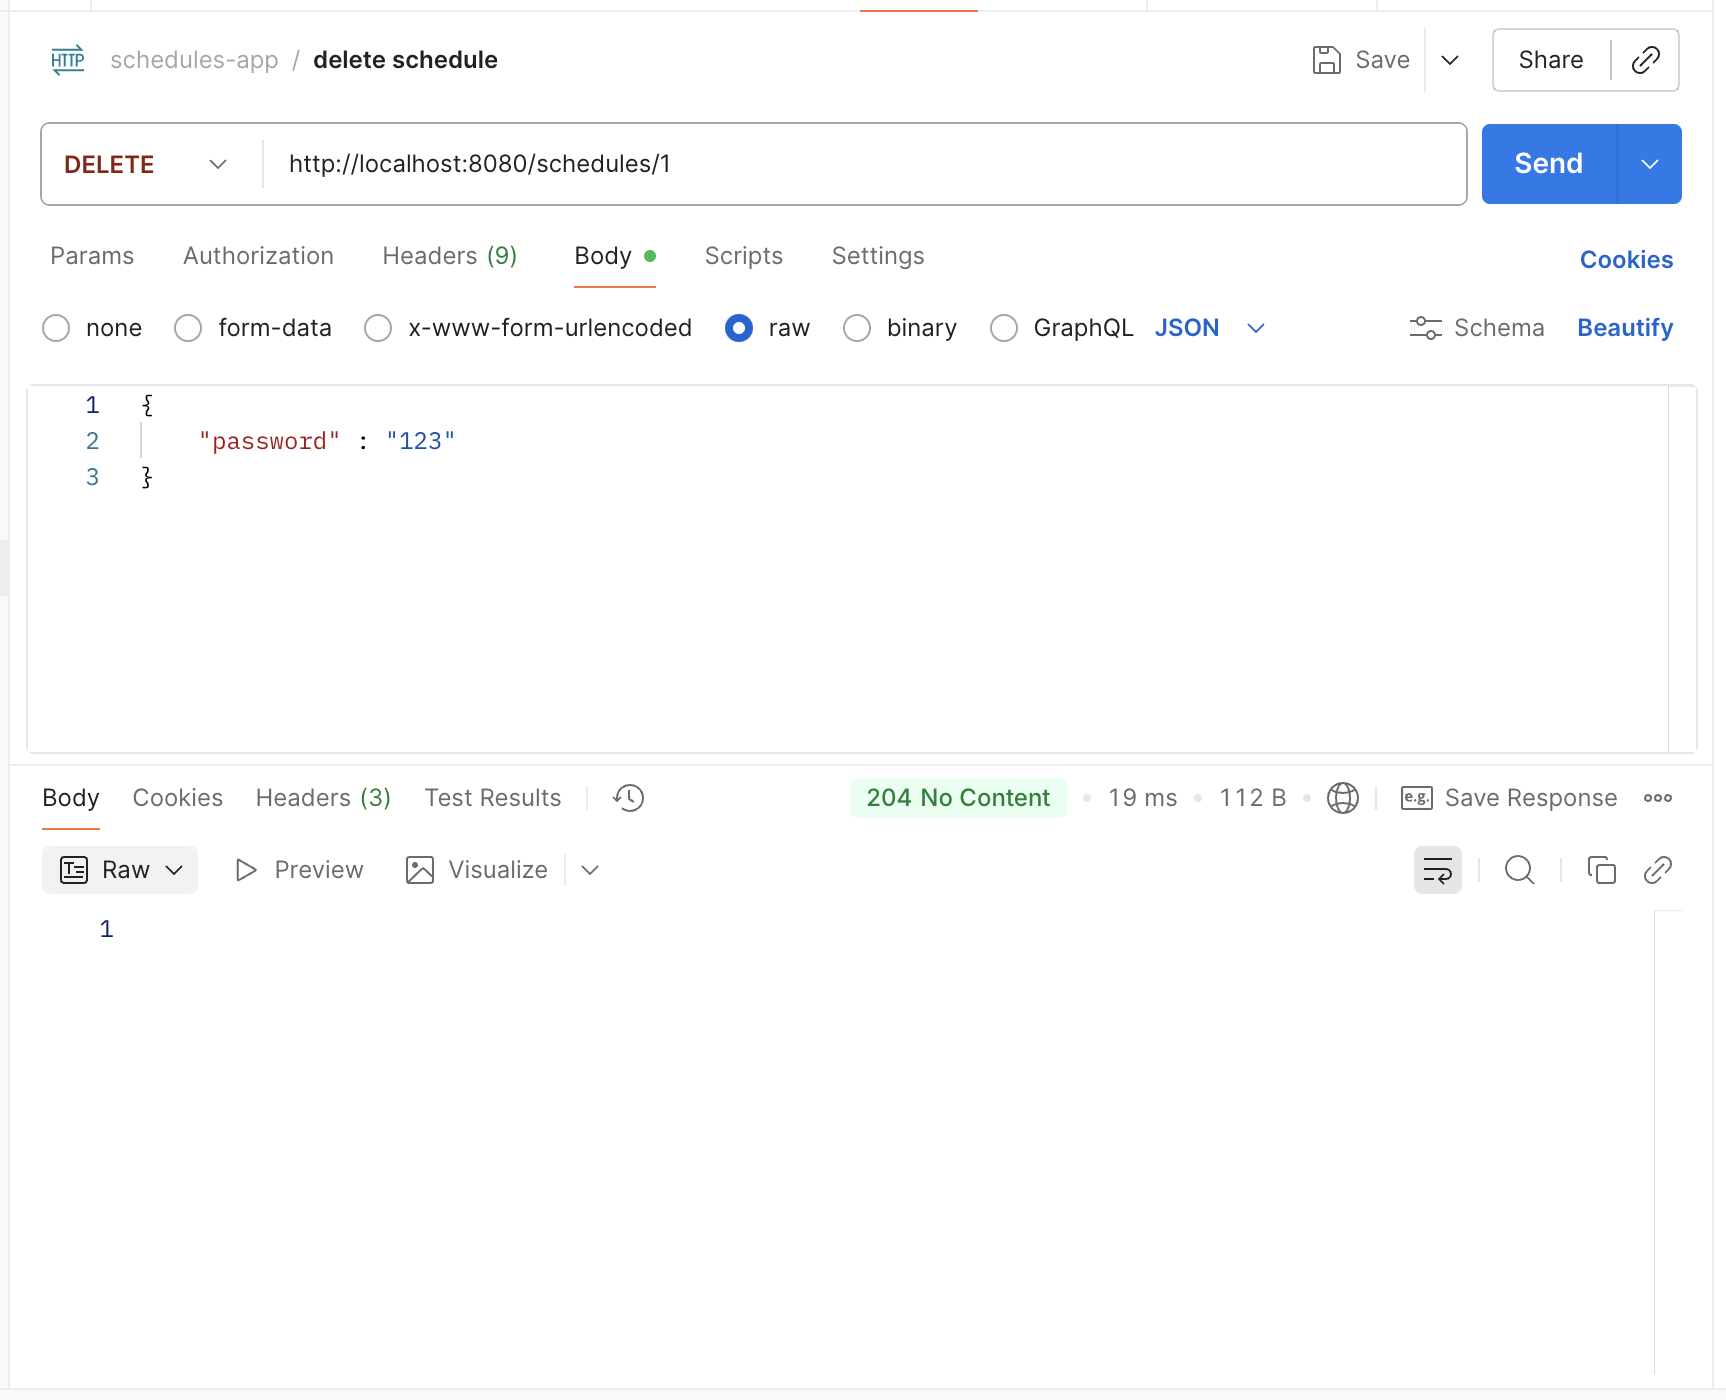 HTTP schedules-app / delete schedule Save Share
DELETE http://localhost:8080/schedules/1 Send
Params Authorization Headers (9) Body Scripts Settings Cookies
none form-data x-www-form-urlencoded raw binary GraphQL JSON Schema Beautify
1 {
2 "password" : "123"
3 }
Body Cookies Headers (3) Test Results 204 No Content • 19 ms • 112 B • e.g. Save Response
Raw Preview Visualize
1